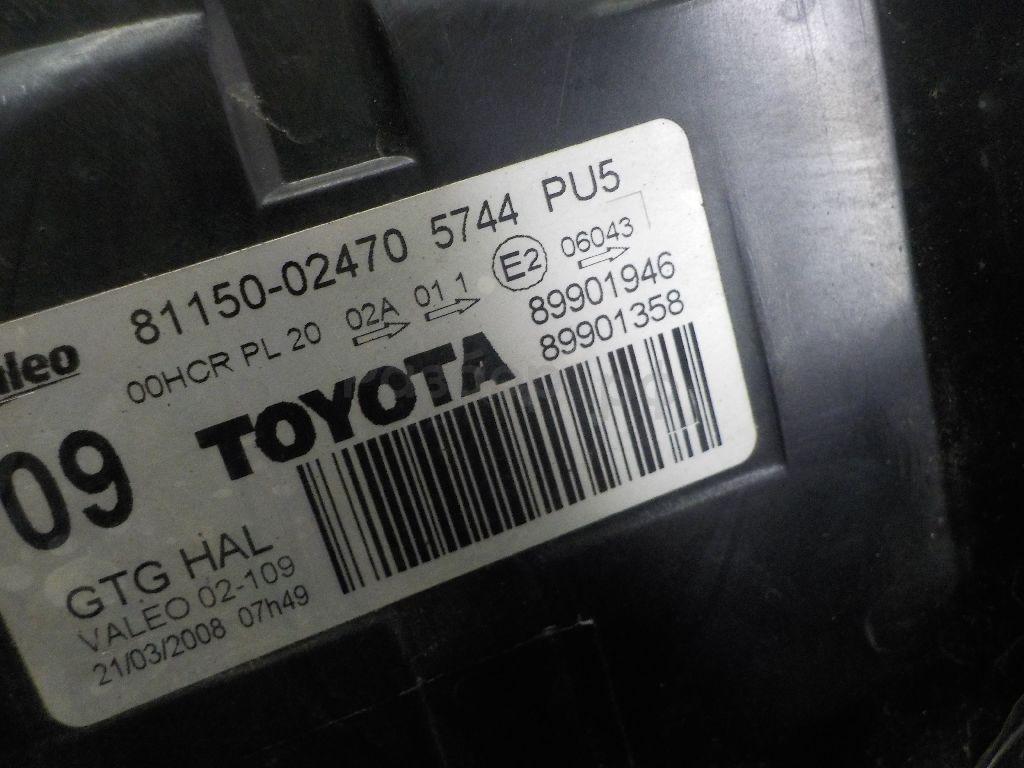 81150-02470 5744 PU5
00HCR PL 20 02A 01 1 E2 06043
89901946
89901358
TOYOTA
09
GTG HAL
VALEO 02-109
21/03/2008 07h49